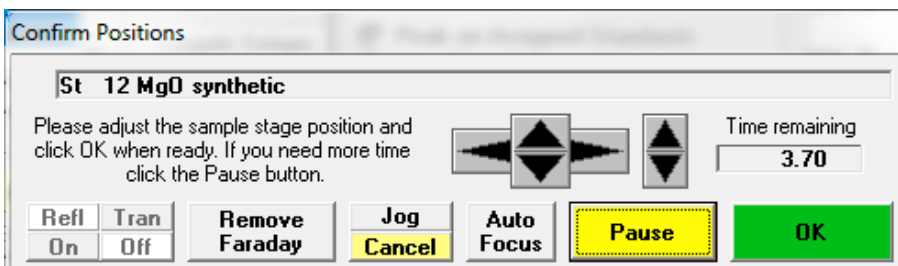 Confirm Positions
St 12 MgO synthetic
Please adjust the sample stage position and
click OK when ready. If you need more time
click the Pause button.
Time remaining
3.70
Refl Tran
On Off
Remove
Faraday
Jog
Cancel
Auto
Focus
Pause
OK